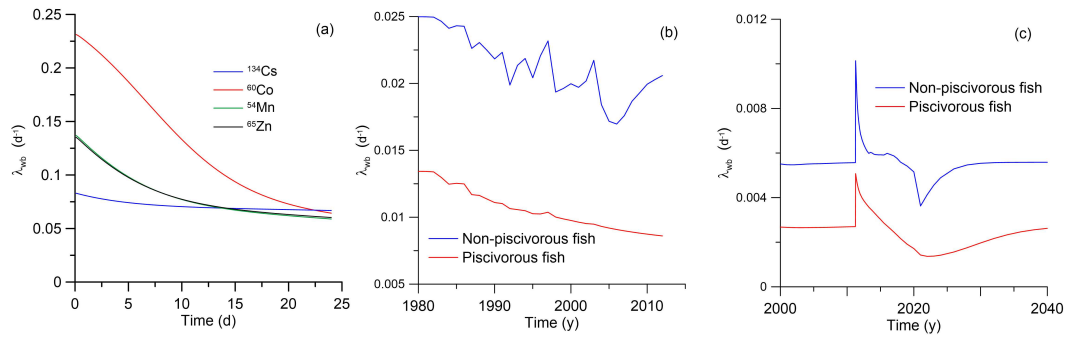 (a)
0.25
0.2
0.15
0.1
0.05
0
λwb (d⁻¹)
¹³⁴Cs
⁶⁰Co
⁵⁴Mn
⁶⁵Zn
0 5 10 15 20 25
Time (d)
(b)
0.025
0.02
0.015
0.01
0.005
λwb (d⁻¹)
Non-piscivorous fish
Piscivorous fish
1980 1990 2000 2010
Time (y)
(c)
0.012
0.008
0.004
0
λwb (d⁻¹)
Non-piscivorous fish
Piscivorous fish
2000 2020 2040
Time (y)